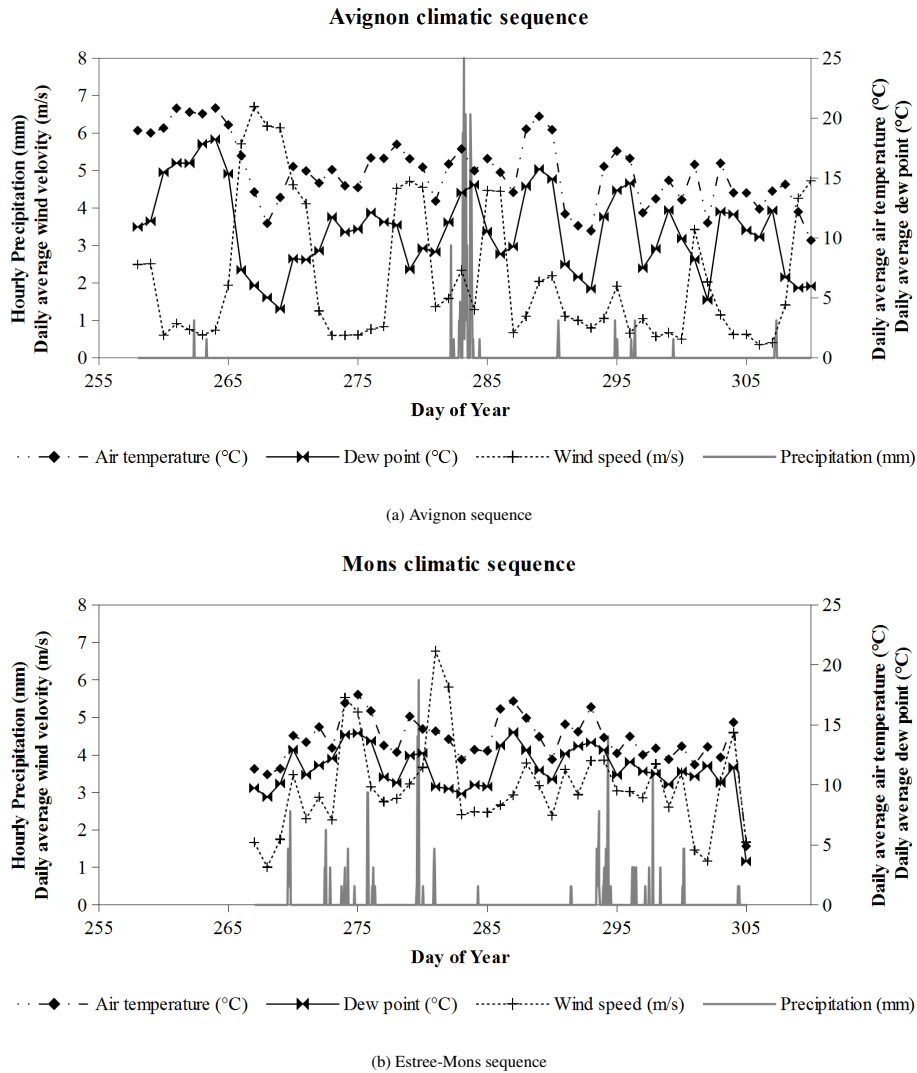 Avignon climatic sequence
Hourly Precipitation (mm)
Daily average wind velovity (m/s)
8
7
6
5
4
3
2
1
0
25
20
15
10
5
0
Daily average air temperature (°C)
Daily average dew point (°C)
255 265 275 285 295 305
Day of Year
Air temperature (°C) Dew point (°C) Wind speed (m/s) Precipitation (mm)
(a) Avignon sequence
Mons climatic sequence
Hourly Precipitation (mm)
Daily average wind velovity (m/s)
8
7
6
5
4
3
2
1
0
25
20
15
10
5
0
Daily average air temperature (°C)
Daily average dew point (°C)
255 265 275 285 295 305
Day of Year
Air temperature (°C) Dew point (°C) Wind speed (m/s) Precipitation (mm)
(b) Estree-Mons sequence